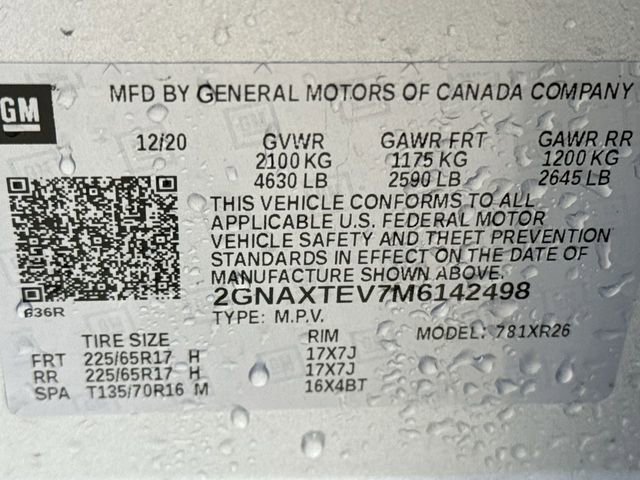 GM
MFD BY GENERAL MOTORS OF CANADA COMPANY
12/20 GVWR GAWR FRT GAWR RR
2100 KG 1175 KG 1200 KG
4630 LB 2590 LB 2645 LB
THIS VEHICLE CONFORMS TO ALL
APPLICABLE U.S. FEDERAL MOTOR
VEHICLE SAFETY AND THEFT PREVENTION
STANDARDS IN EFFECT ON THE DATE OF
MANUFACTURE SHOWN ABOVE.
2GNAXTEV7M6142498
636R
TYPE: M.P.V. MODEL: 781XR26
TIRE SIZE RIM
FRT 225/65R17 H 17X7J
RR 225/65R17 H 17X7J
SPA T135/70R16 M 16X4BT